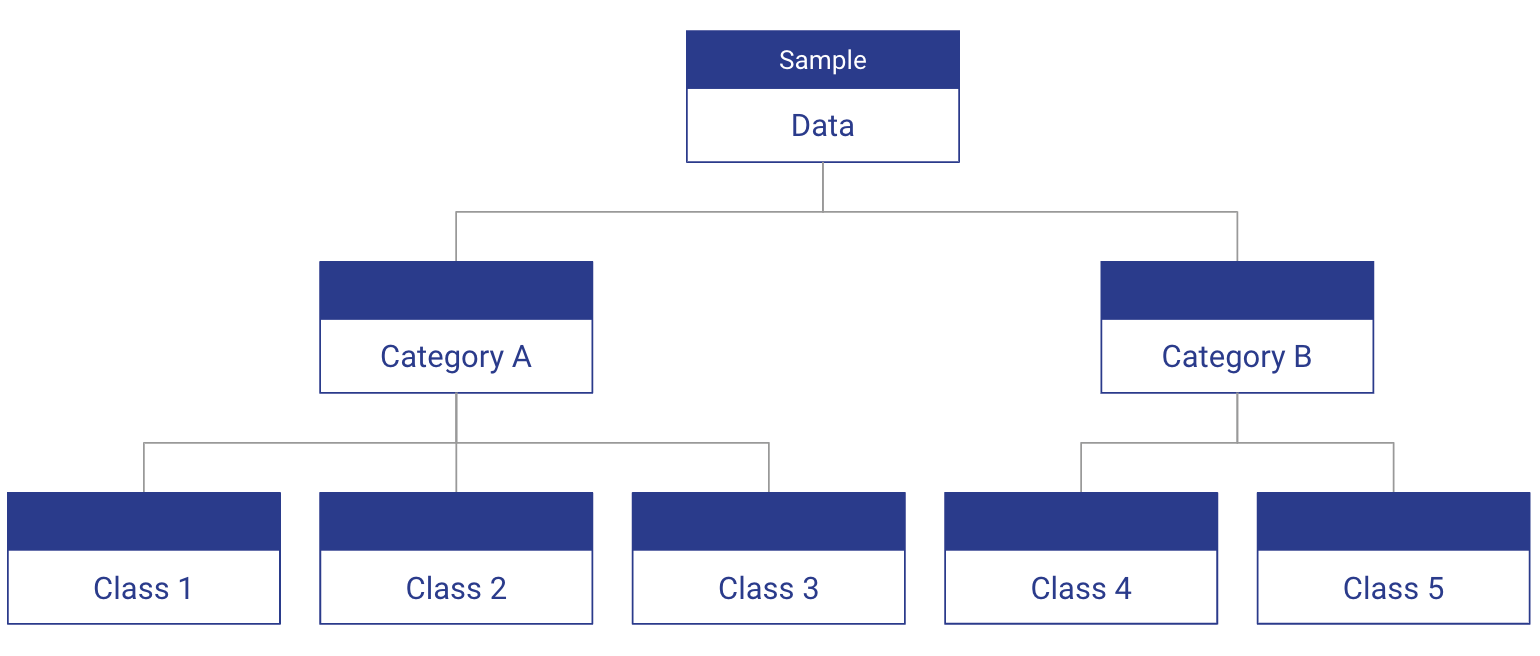 Sample
Data
Category A
Category B
Class 1
Class 2
Class 3
Class 4
Class 5